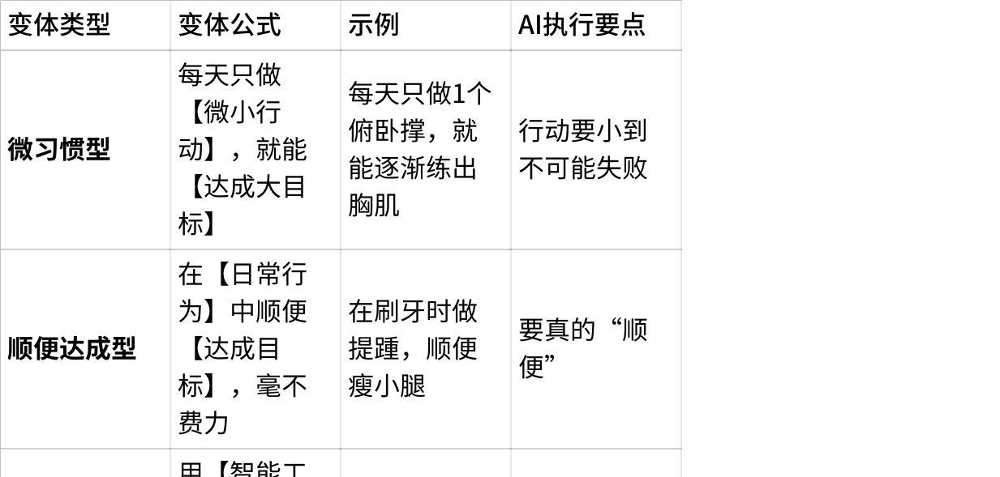 变体类型
变体公式
示例
AI执行要点
微习惯型
每天只做
【微小行
动】，就能
【达成大目
标】
每天只做1个
俯卧撑，就
能逐渐练出
胸肌
行动要小到
不可能失败
顺便达成型
在【日常行
为】中顺便
【达成目
标】，毫不
费力
在刷牙时做
提踵，顺便
瘦小腿
要真的“顺
便”
用【智能工